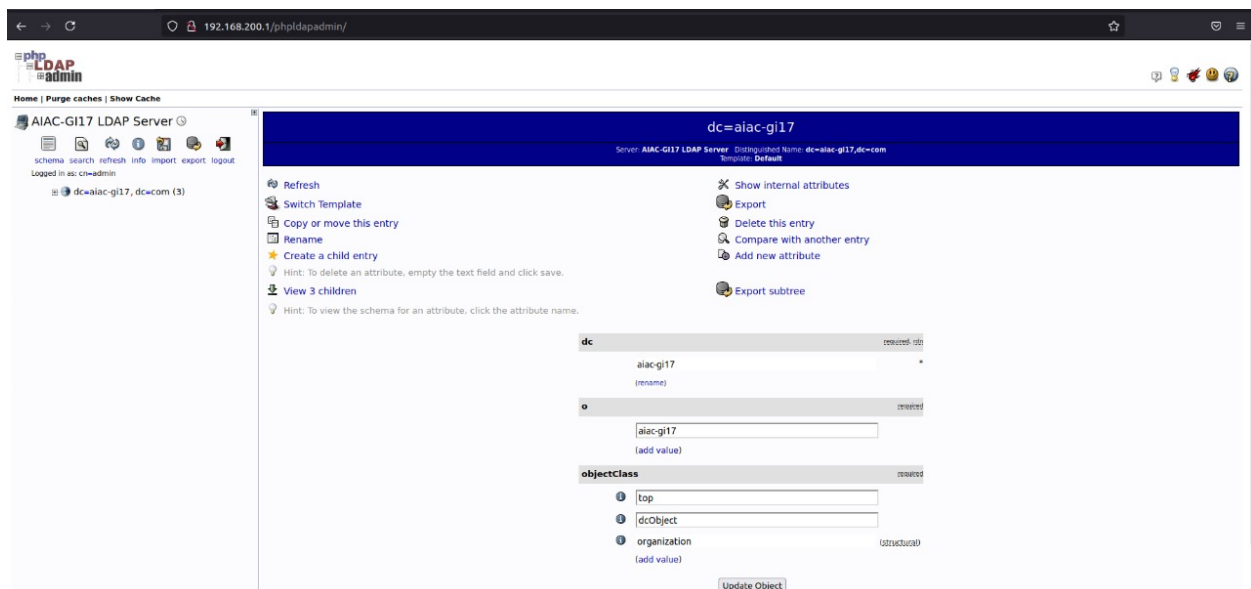 192.168.200.1/phpldapadmin/
php
LDAP
admin
Home | Purge caches | Show Cache
AIAC-GI17 LDAP Server
schema search refresh info import export logout
Logged in as: cn=admin
dc=aiac-gi17, dc=com (3)
dc=aiac-gi17
Server: AIAC-GI17 LDAP Server Distinguished Name: dc=aiac-gi17,dc=com
Template: Default
Refresh
Switch Template
Copy or move this entry
Rename
Create a child entry
Hint: To delete an attribute, empty the text field and click save.
View 3 children
Hint: To view the schema for an attribute, click the attribute name.
Show internal attributes
Export
Delete this entry
Compare with another entry
Add new attribute
Export subtree
dc required, rdn
aiac-gi17 *
(rename)
o required
aiac-gi17
(add value)
objectClass required
top
dcObject
organization (structural)
(add value)
Update Object